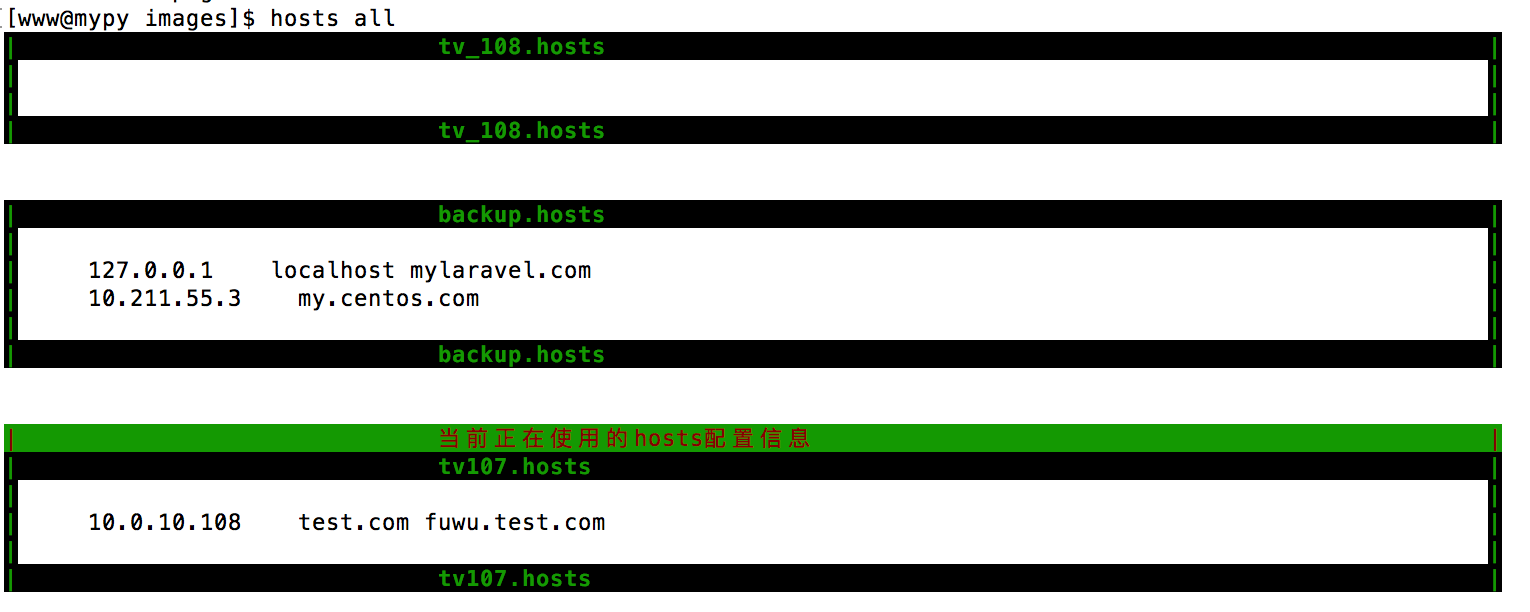 [www@mypy images]$ hosts all
tv_108.hosts
tv_108.hosts
backup.hosts
127.0.0.1 localhost mylaravel.com
10.211.55.3 my.centos.com
backup.hosts
当前正在使用的hosts配置信息
tv107.hosts
10.0.10.108 test.com fuwu.test.com
tv107.hosts